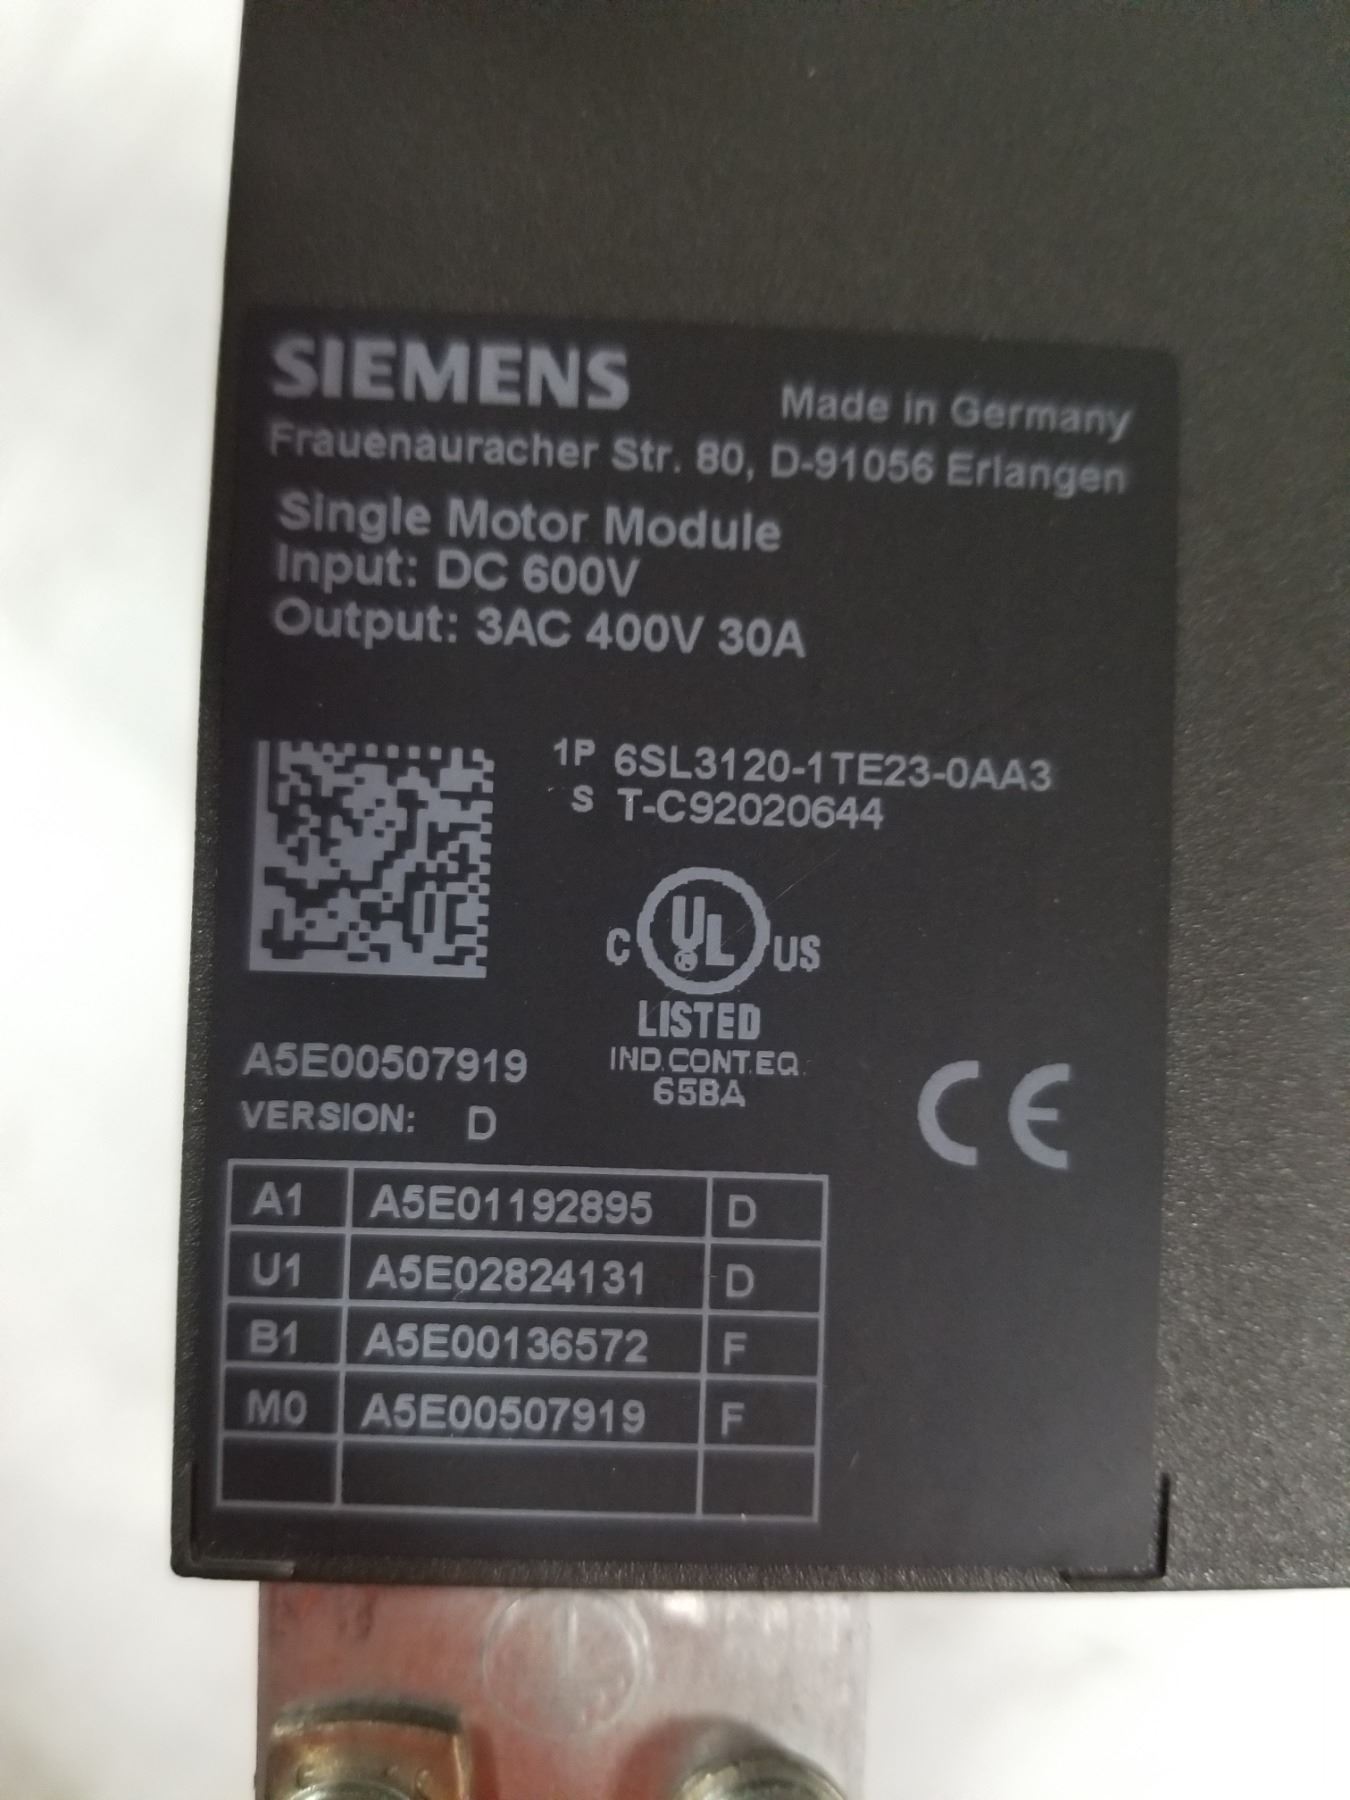 SIEMENS
Made in Germany
Frauenauracher Str. 80, D-91056 Erlangen
Single Motor Module
Input: DC 600V
Output: 3AC 400V 30A
1P 6SL3120-1TE23-0AA3
S T-C92020644
C UL US
LISTED
IND.CONT.EQ.
65BA
A5E00507919
VERSION: D
CE
A1 A5E01192895 D
U1 A5E02824131 D
B1 A5E00136572 F
M0 A5E00507919 F